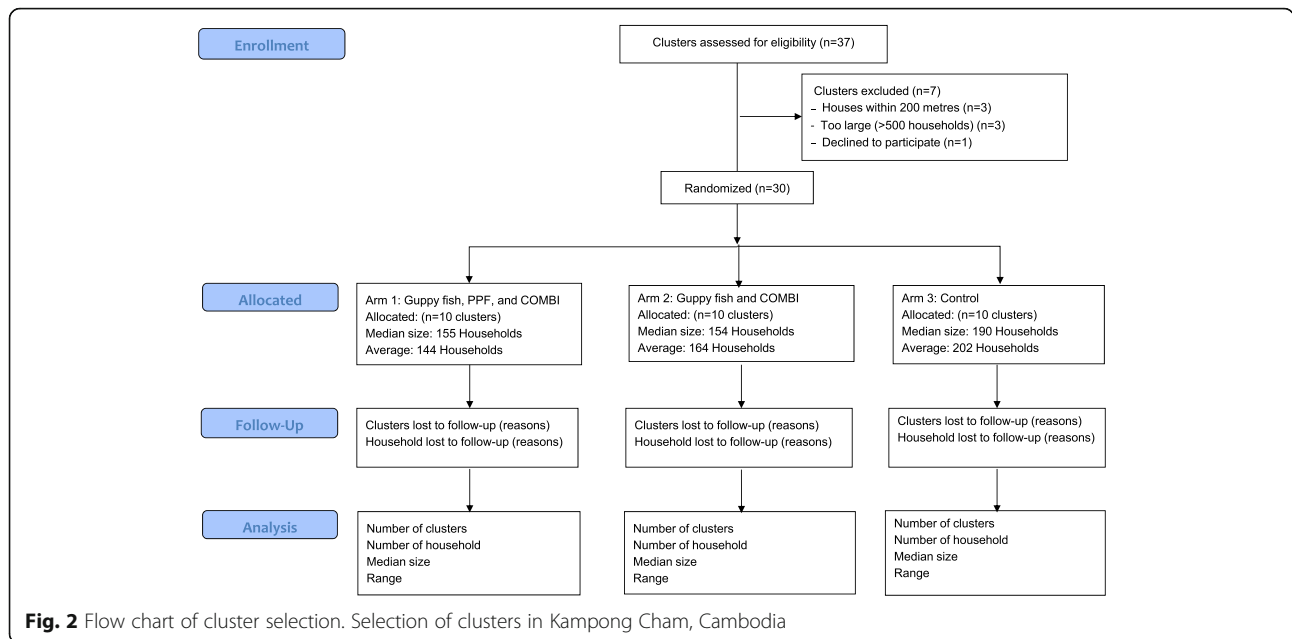 Enrollment
Clusters assessed for eligibility (n=37)
Clusters excluded (n=7)
– Houses within 200 metres (n=3)
- Too large (>500 households) (n=3)
– Declined to participate (n=1)
Randomized (n=30)
Allocated
Arm 1: Guppy fish, PPF, and COMBI
Allocated: (n=10 clusters)
Median size: 155 Households
Average: 144 Households
Arm 2: Guppy fish and COMBI
Allocated: (n=10 clusters)
Median size: 154 Households
Average: 164 Households
Arm 3: Control
Allocated: (n=10 clusters)
Median size: 190 Households
Average: 202 Households
Follow-Up
Clusters lost to follow-up (reasons)
Household lost to follow-up (reasons)
Clusters lost to follow-up (reasons)
Household lost to follow-up (reasons)
Clusters lost to follow-up (reasons)
Household lost to follow-up (reasons)
Analysis
Number of clusters
Number of household
Median size
Range
Number of clusters
Number of household
Median size
Range
Number of clusters
Number of household
Median size
Range
Fig. 2 Flow chart of cluster selection. Selection of clusters in Kampong Cham, Cambodia